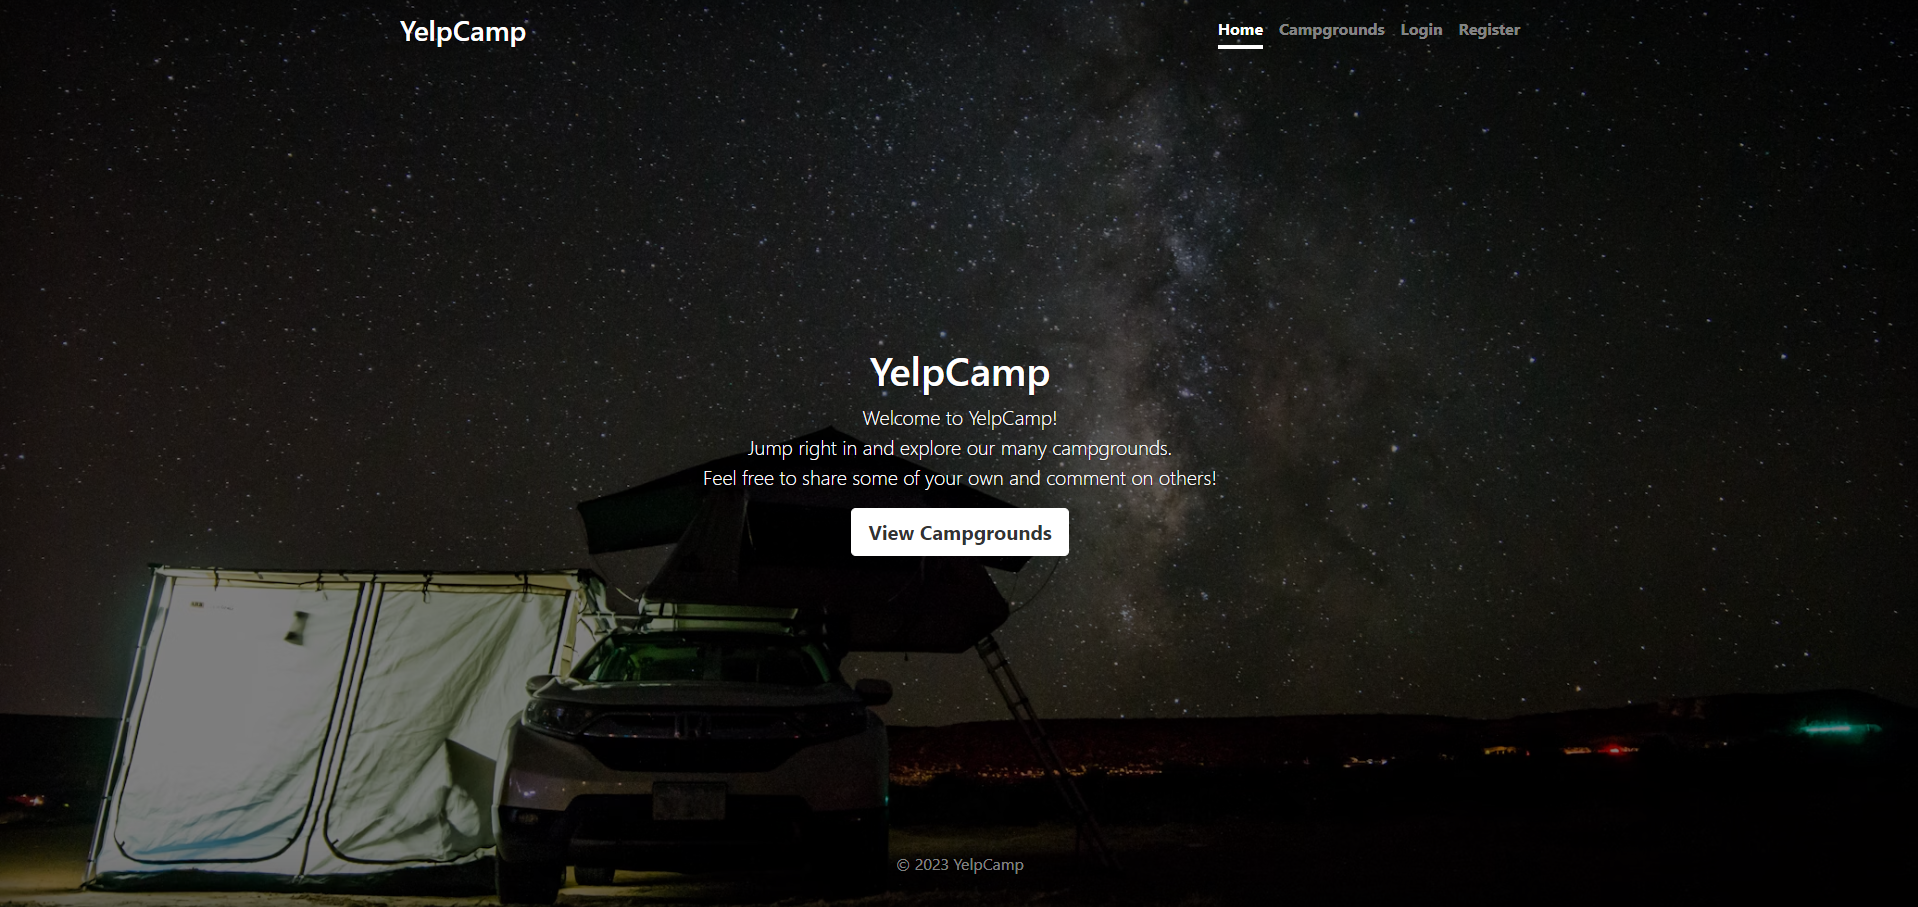 YelpCamp
Home Campgrounds Login Register
YelpCamp
Welcome to YelpCamp!
Jump right in and explore our many campgrounds.
Feel free to share some of your own and comment on others!
View Campgrounds
© 2023 YelpCamp